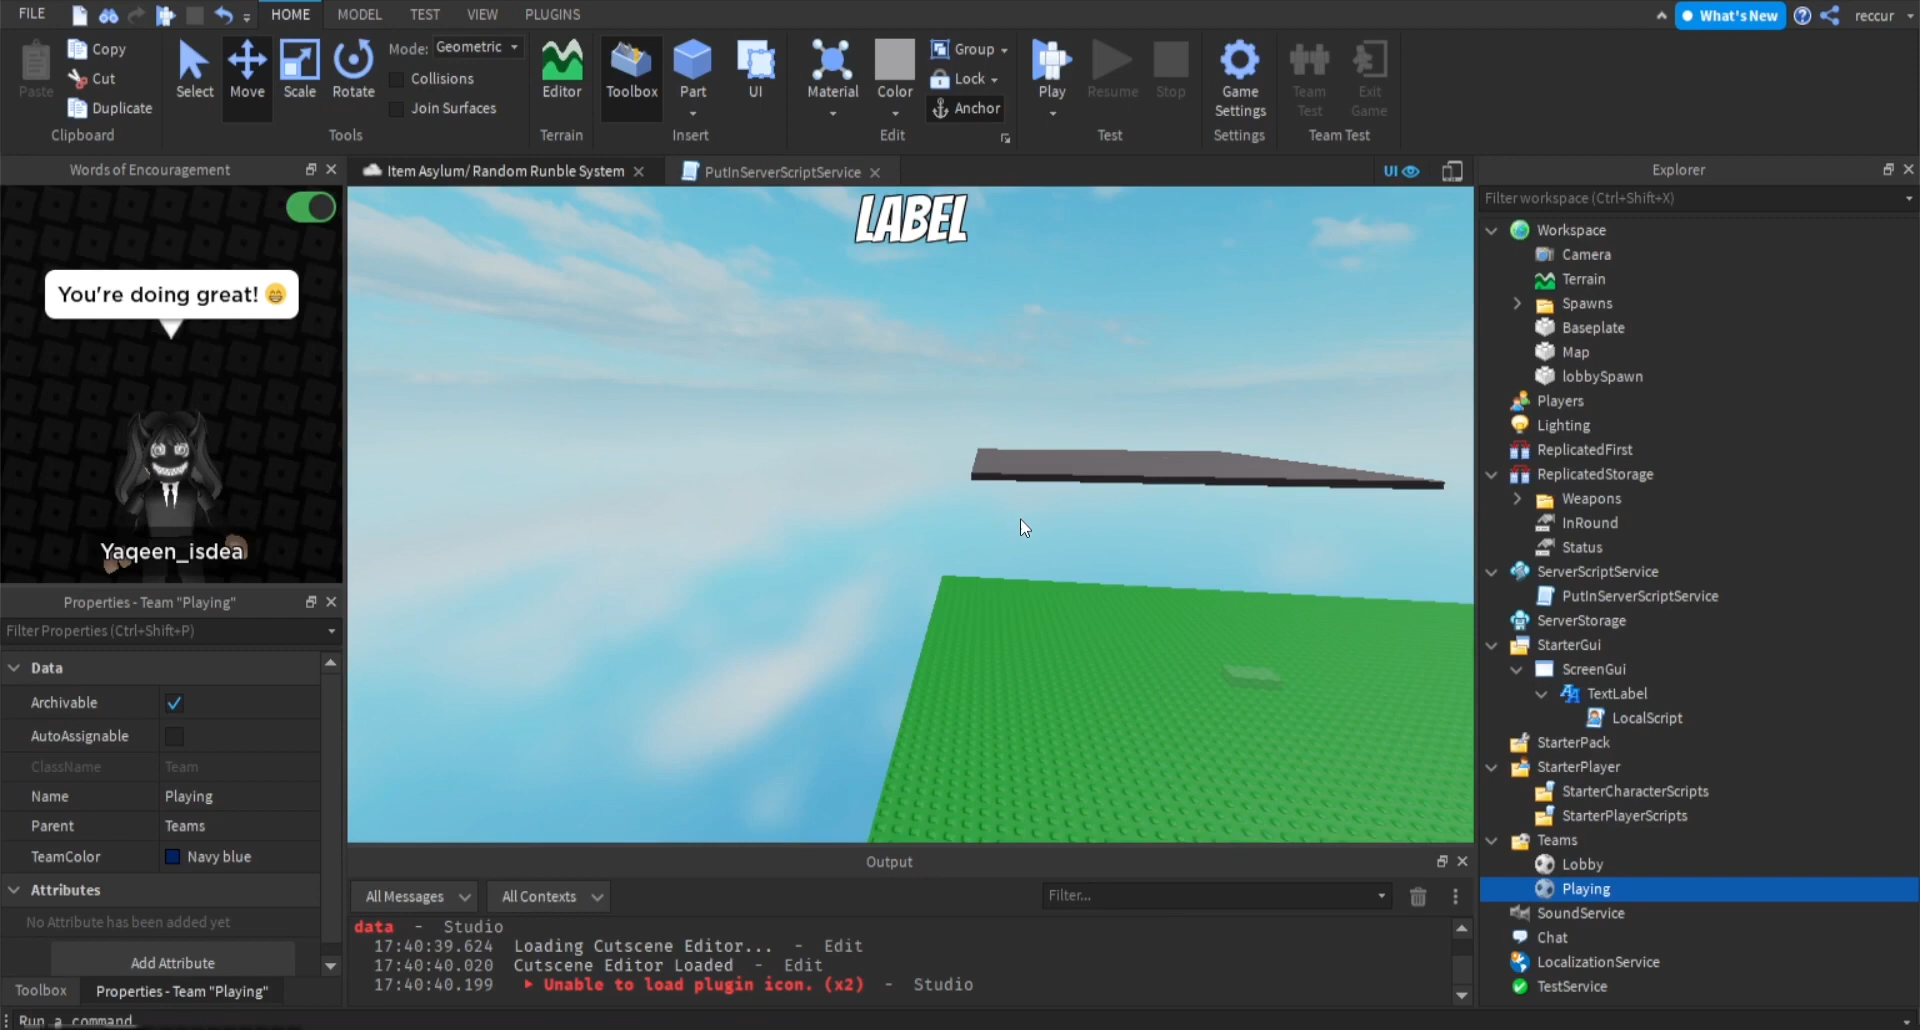 FILE HOME MODEL TEST VIEW PLUGINS What's New reccur
Paste Copy Cut Duplicate
Clipboard
Select Move Scale Rotate
Mode: Geometric
Collisions
Join Surfaces
Tools
Editor
Terrain
Toolbox Part UI
Insert
Material Color Group Lock Anchor
Edit
Play Resume Stop
Test
Game Settings
Settings
Team Test Exit Game
Team Test
Words of Encouragement
You're doing great! 😁
Yaqeen_isdea
Properties - Team "Playing"
Filter Properties (Ctrl+Shift+P)
Data
Archivable
AutoAssignable
ClassName Team
Name Playing
Parent Teams
TeamColor Navy blue
Attributes
No Attribute has been added yet
Add Attribute
Toolbox Properties - Team "Playing"
Run a command
Item Asylum/ Random Runble System PutInServerScriptService UI
LABEL
Output
All Messages All Contexts Filter...
data - Studio
17:40:39.624 Loading Cutscene Editor... - Edit
17:40:40.020 Cutscene Editor Loaded - Edit
17:40:40.199 Unable to load plugin icon. (x2) - Studio
Explorer
Filter workspace (Ctrl+Shift+X)
Workspace
Camera
Terrain
Spawns
Baseplate
Map
lobbySpawn
Players
Lighting
ReplicatedFirst
ReplicatedStorage
Weapons
InRound
Status
ServerScriptService
PutInServerScriptService
ServerStorage
StarterGui
ScreenGui
TextLabel
LocalScript
StarterPack
StarterPlayer
StarterCharacterScripts
StarterPlayerScripts
Teams
Lobby
Playing
SoundService
Chat
LocalizationService
TestService